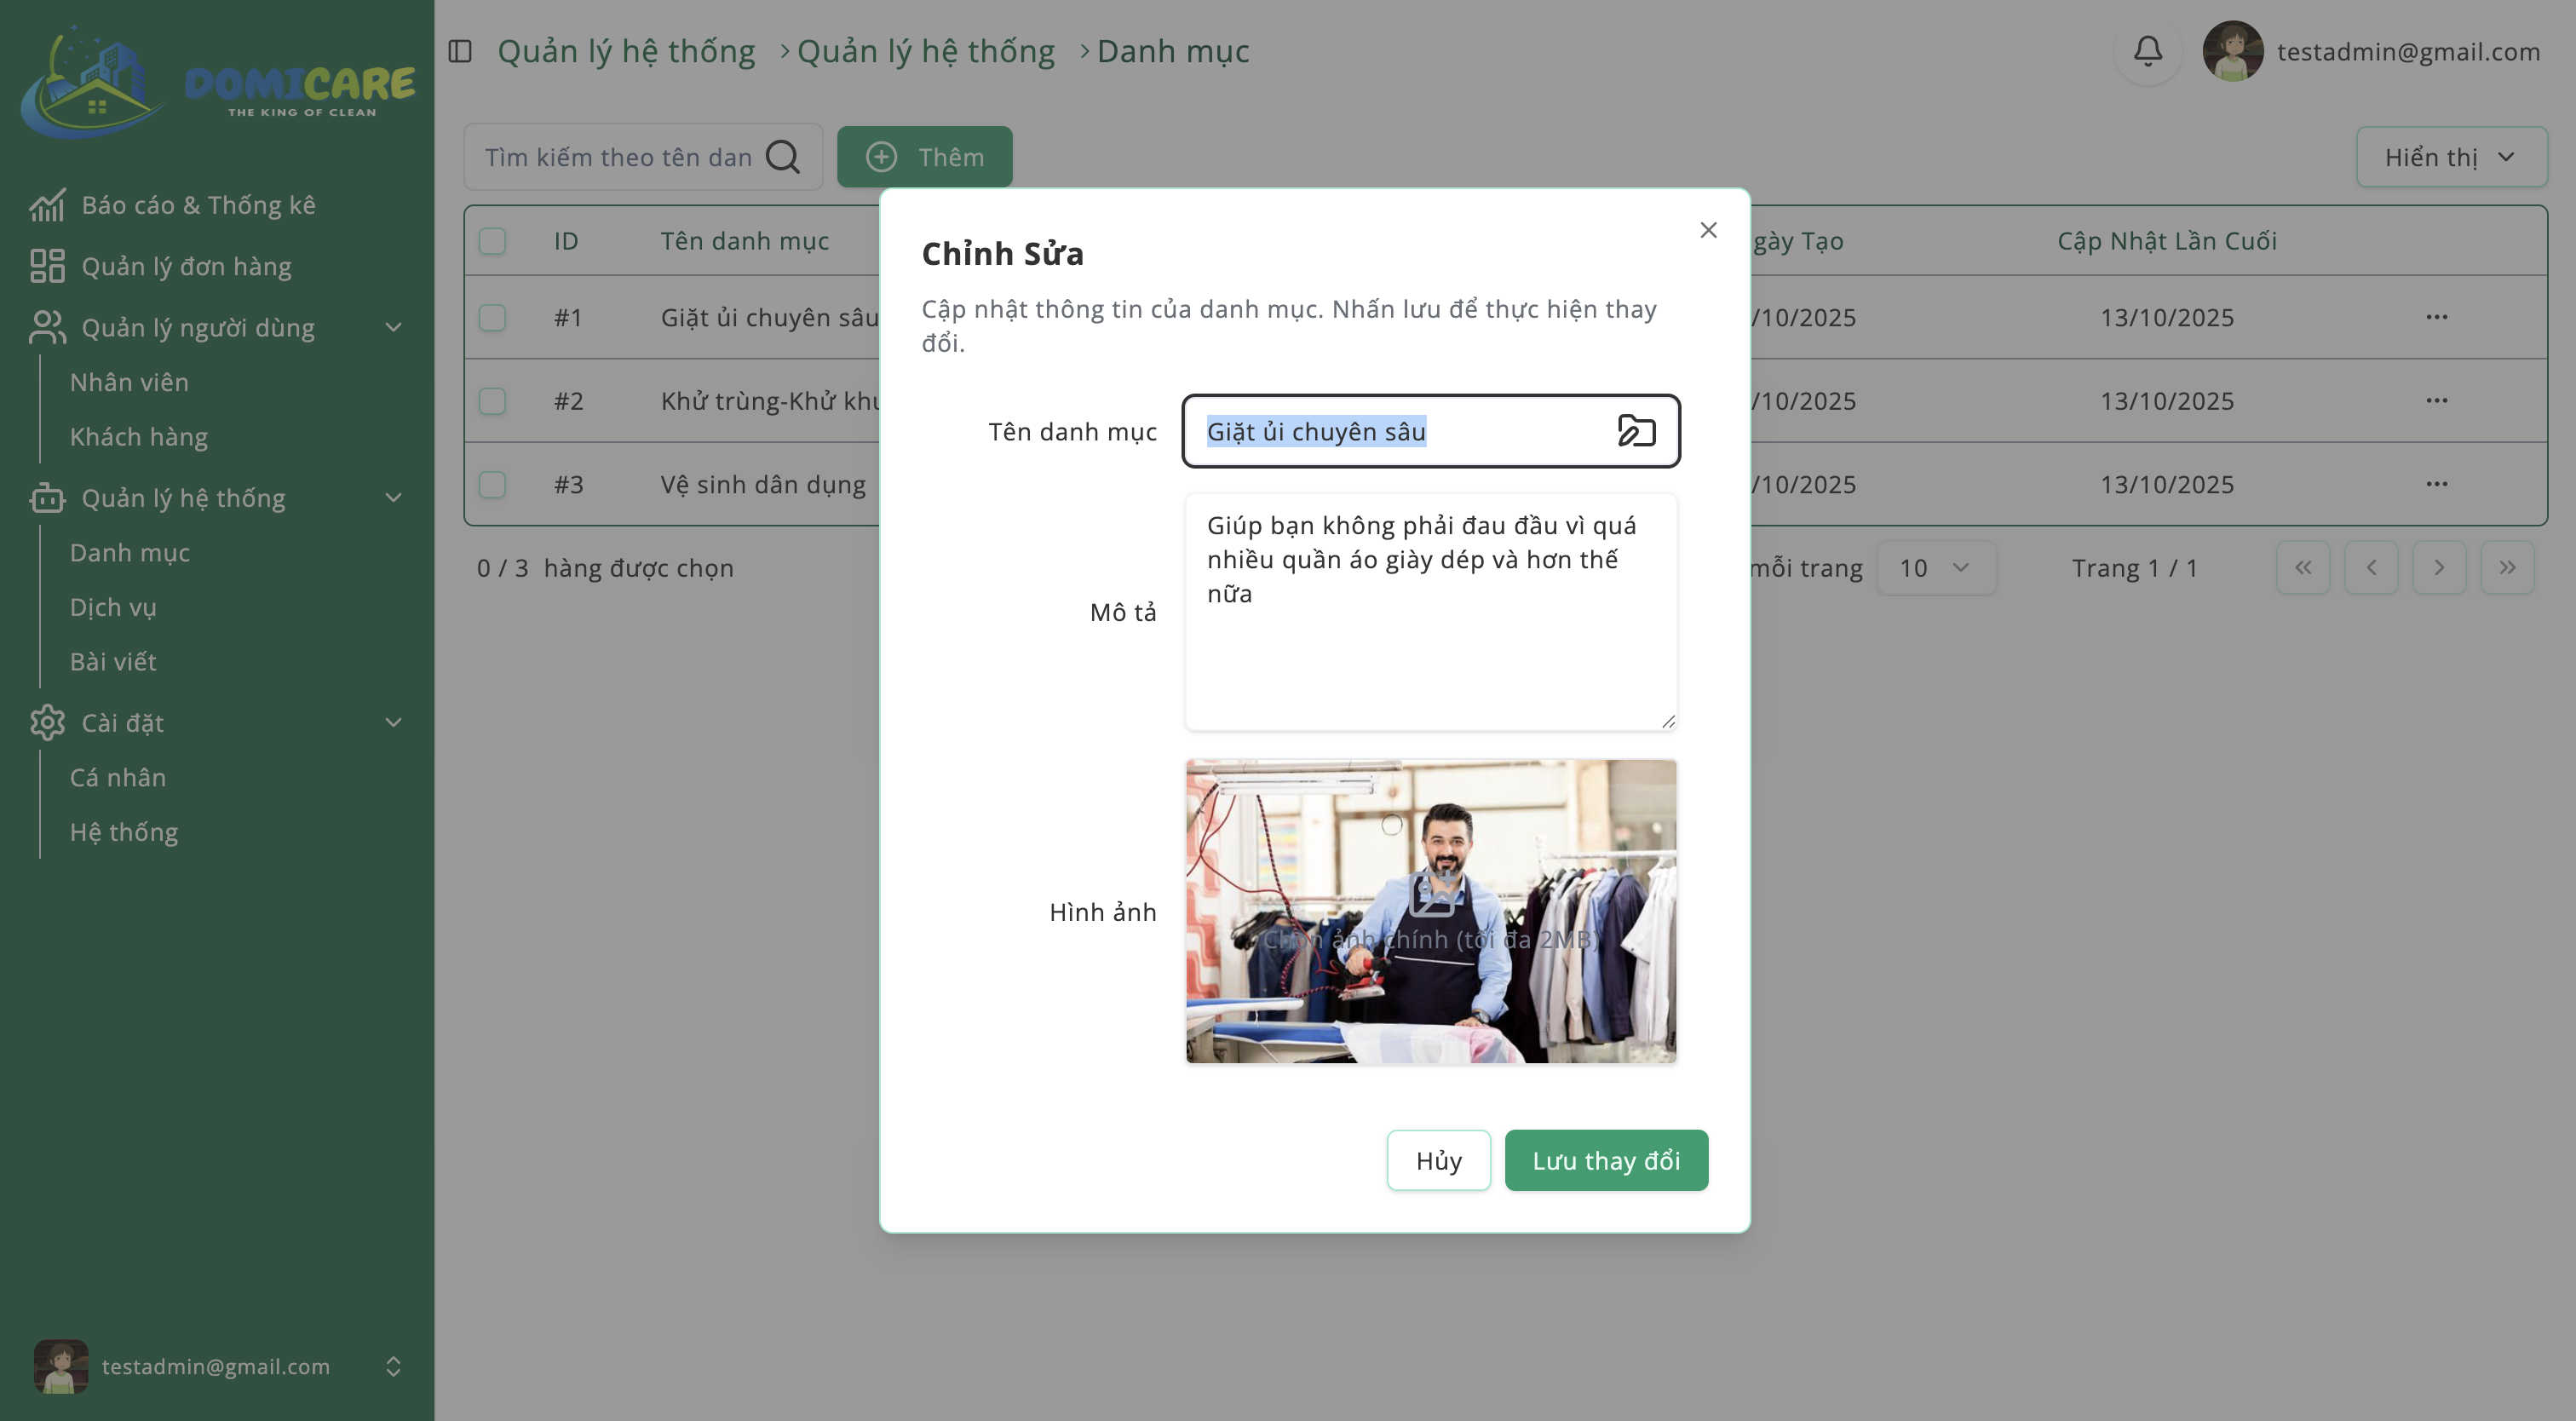 DOMICARE
THE KING OF CLEAN
Báo cáo & Thống kê
Quản lý đơn hàng
Quản lý người dùng
Nhân viên
Khách hàng
Quản lý hệ thống
Danh mục
Dịch vụ
Bài viết
Cài đặt
Cá nhân
Hệ thống
testadmin@gmail.com
Quản lý hệ thống > Quản lý hệ thống > Danh mục
testadmin@gmail.com
Tìm kiếm theo tên dan
Thêm
Hiển thị
ID Tên danh mục gày Tạo Cập Nhật Lần Cuối
#1 Giặt ủi chuyên sâu /10/2025 13/10/2025
#2 Khử trùng-Khử khu /10/2025 13/10/2025
#3 Vệ sinh dân dụng /10/2025 13/10/2025
0 / 3 hàng được chọn
mỗi trang 10 Trang 1 / 1
Chỉnh Sửa
Cập nhật thông tin của danh mục. Nhấn lưu để thực hiện thay
đổi.
Tên danh mục Giặt ủi chuyên sâu
Mô tả
Giúp bạn không phải đau đầu vì quá
nhiều quần áo giày dép và hơn thế
nữa
Hình ảnh
Chọn ảnh chính (tối đa 2MB)
Hủy
Lưu thay đổi